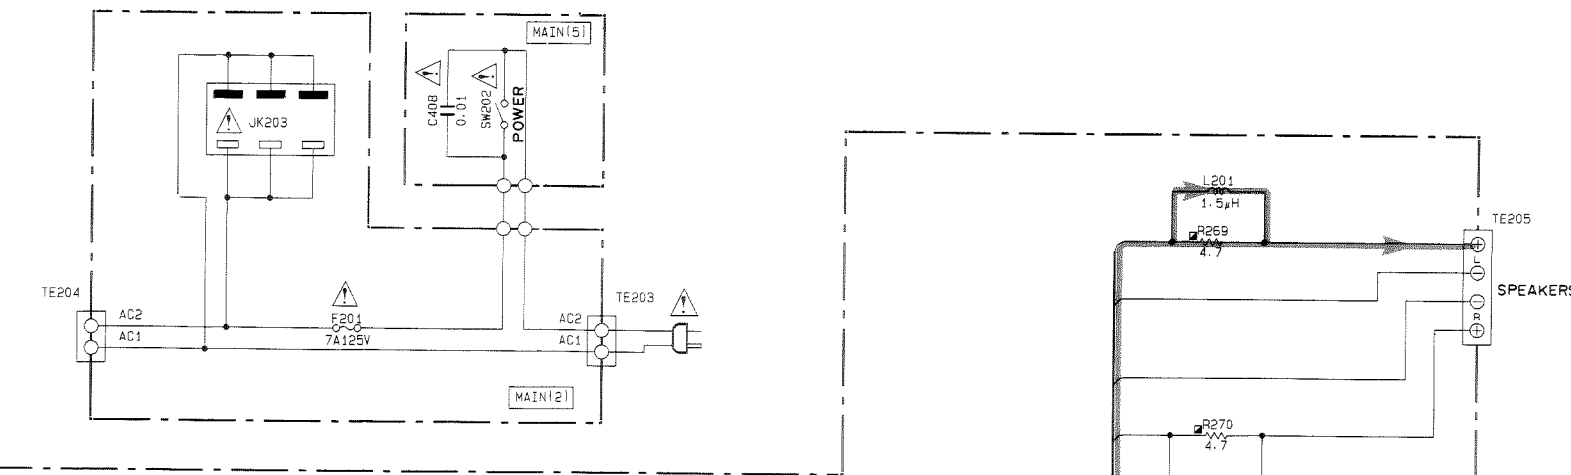 MAIN(5)
C408
0.01
SW202
POWER
JK203
L201
1.5µH
R269
4.7
TE205
L
SPEAKERS
R
TE204
AC2
AC1
F201
7A125V
TE203
AC2
AC1
MAIN(2)
R270
4.7